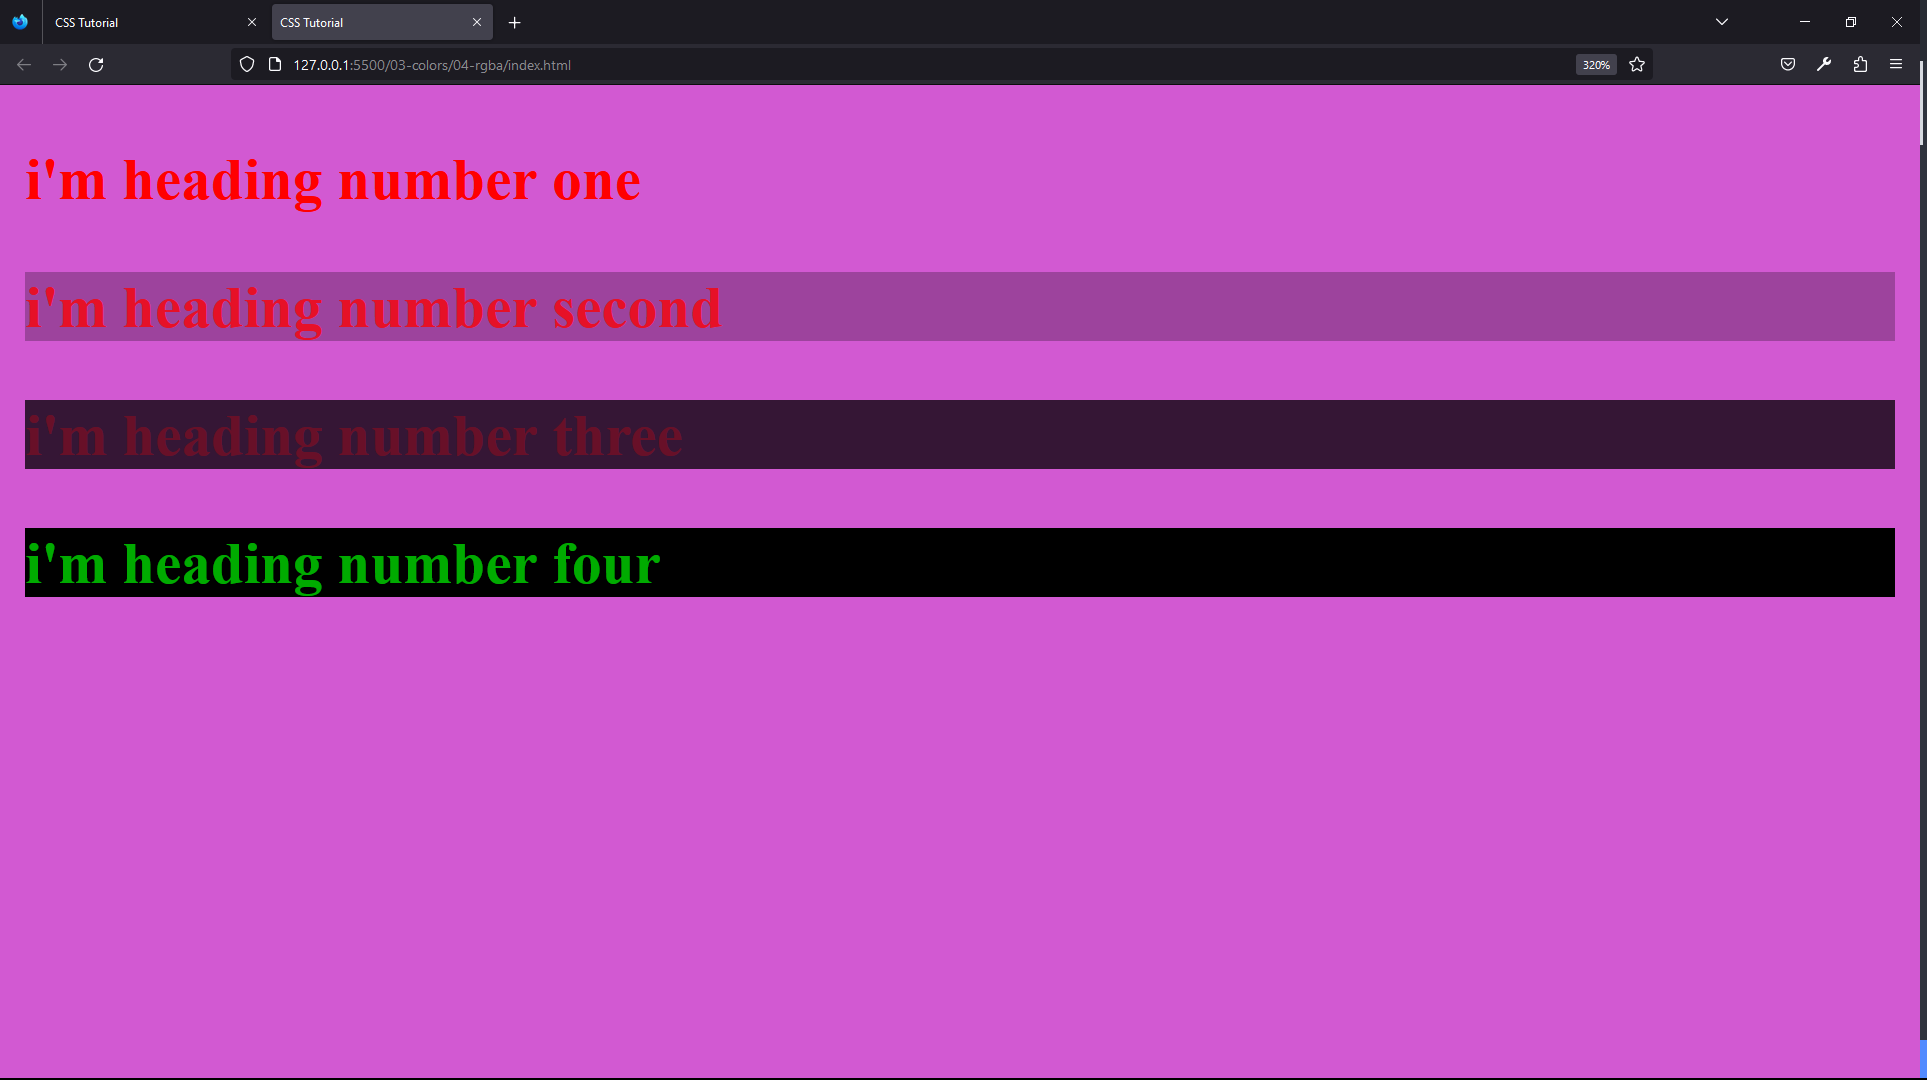 CSS Tutorial
CSS Tutorial
127.0.0.1:5500/03-colors/04-rgba/index.html
320%
i'm heading number one
i'm heading number second
i'm heading number three
i'm heading number four